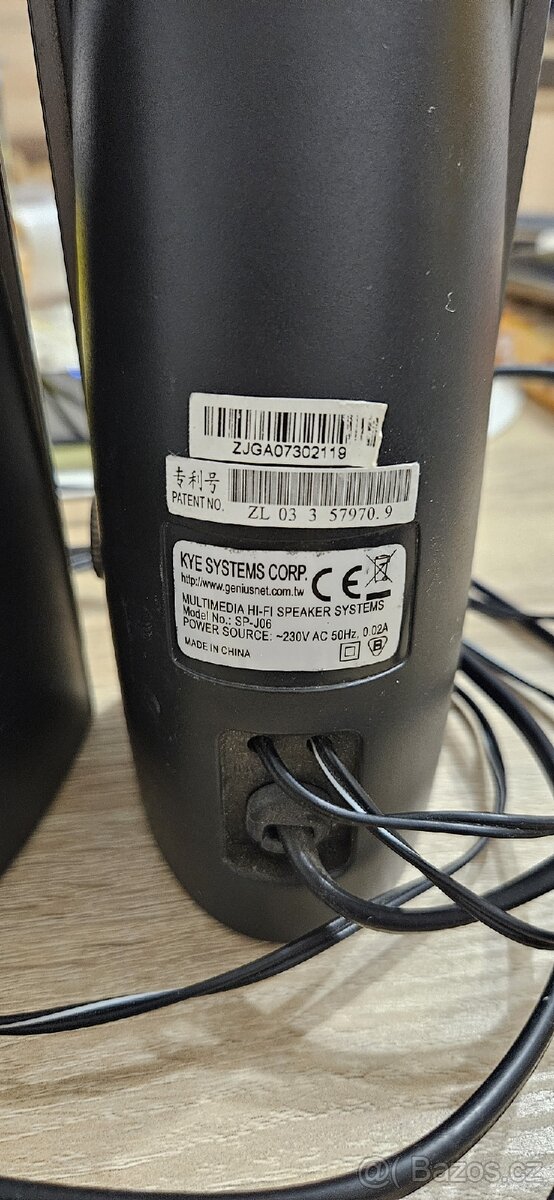 ZJGA07302119
专利号
PATENT NO.
ZL 03 3 57970.9
KYE SYSTEMS CORP.
http://www.geniusnet.com.tw
CE
MULTIMEDIA HI-FI SPEAKER SYSTEMS
Model No.: SP-J06
POWER SOURCE: ~230V AC 50Hz, 0.02A
MADE IN CHINA
B
Bazoš.cz